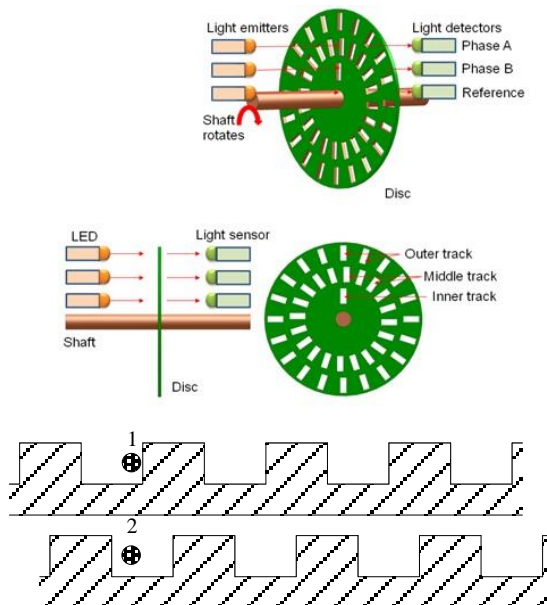 Light emitters
Light detectors
Phase A
Phase B
Reference
Shaft
rotates
Disc
LED
Light sensor
Outer track
Middle track
Inner track
Shaft
Disc
1
2